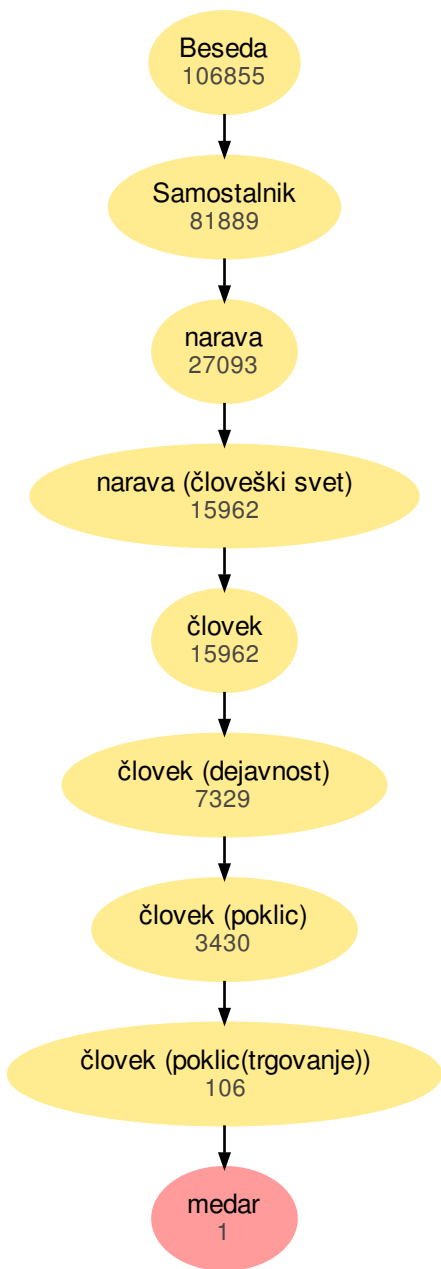 Beseda
106855
Samostalnik
81889
narava
27093
narava (človeški svet)
15962
človek
15962
človek (dejavnost)
7329
človek (poklic)
3430
človek (poklic(trgovanje))
106
medar
1